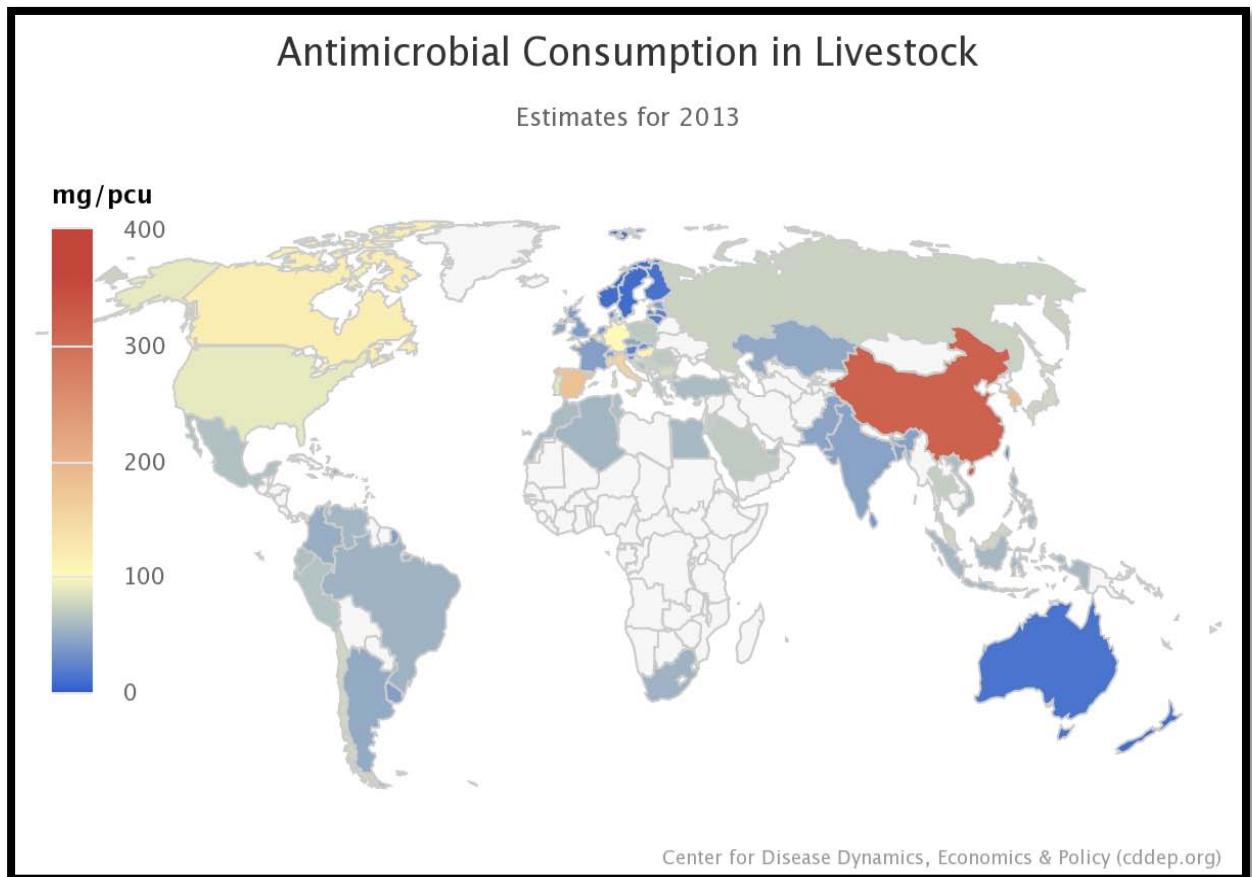 Antimicrobial Consumption in Livestock
Estimates for 2013
mg/pcu
400
300
200
100
0
Center for Disease Dynamics, Economics & Policy (cddep.org)